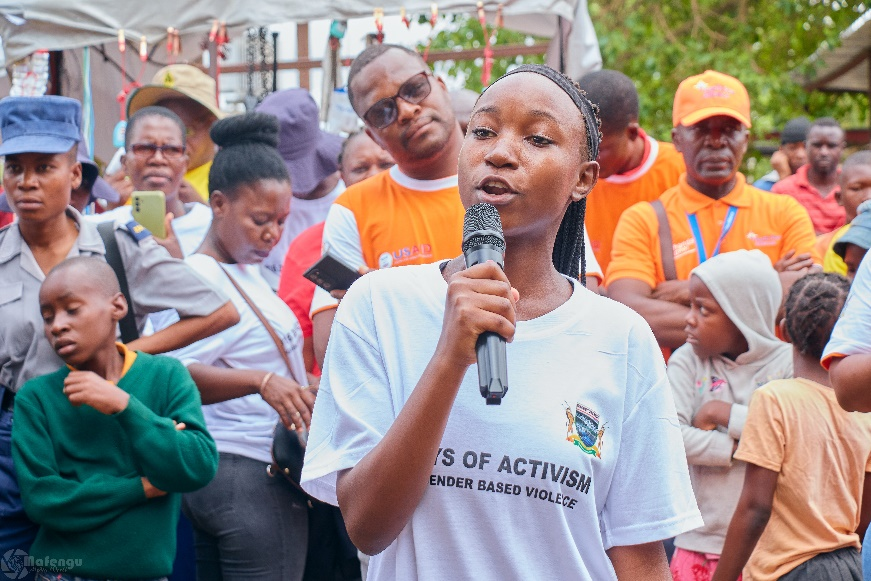 USAID
YS OF ACTIVISM
ENDER BASED VIOLENCE
Mafengu